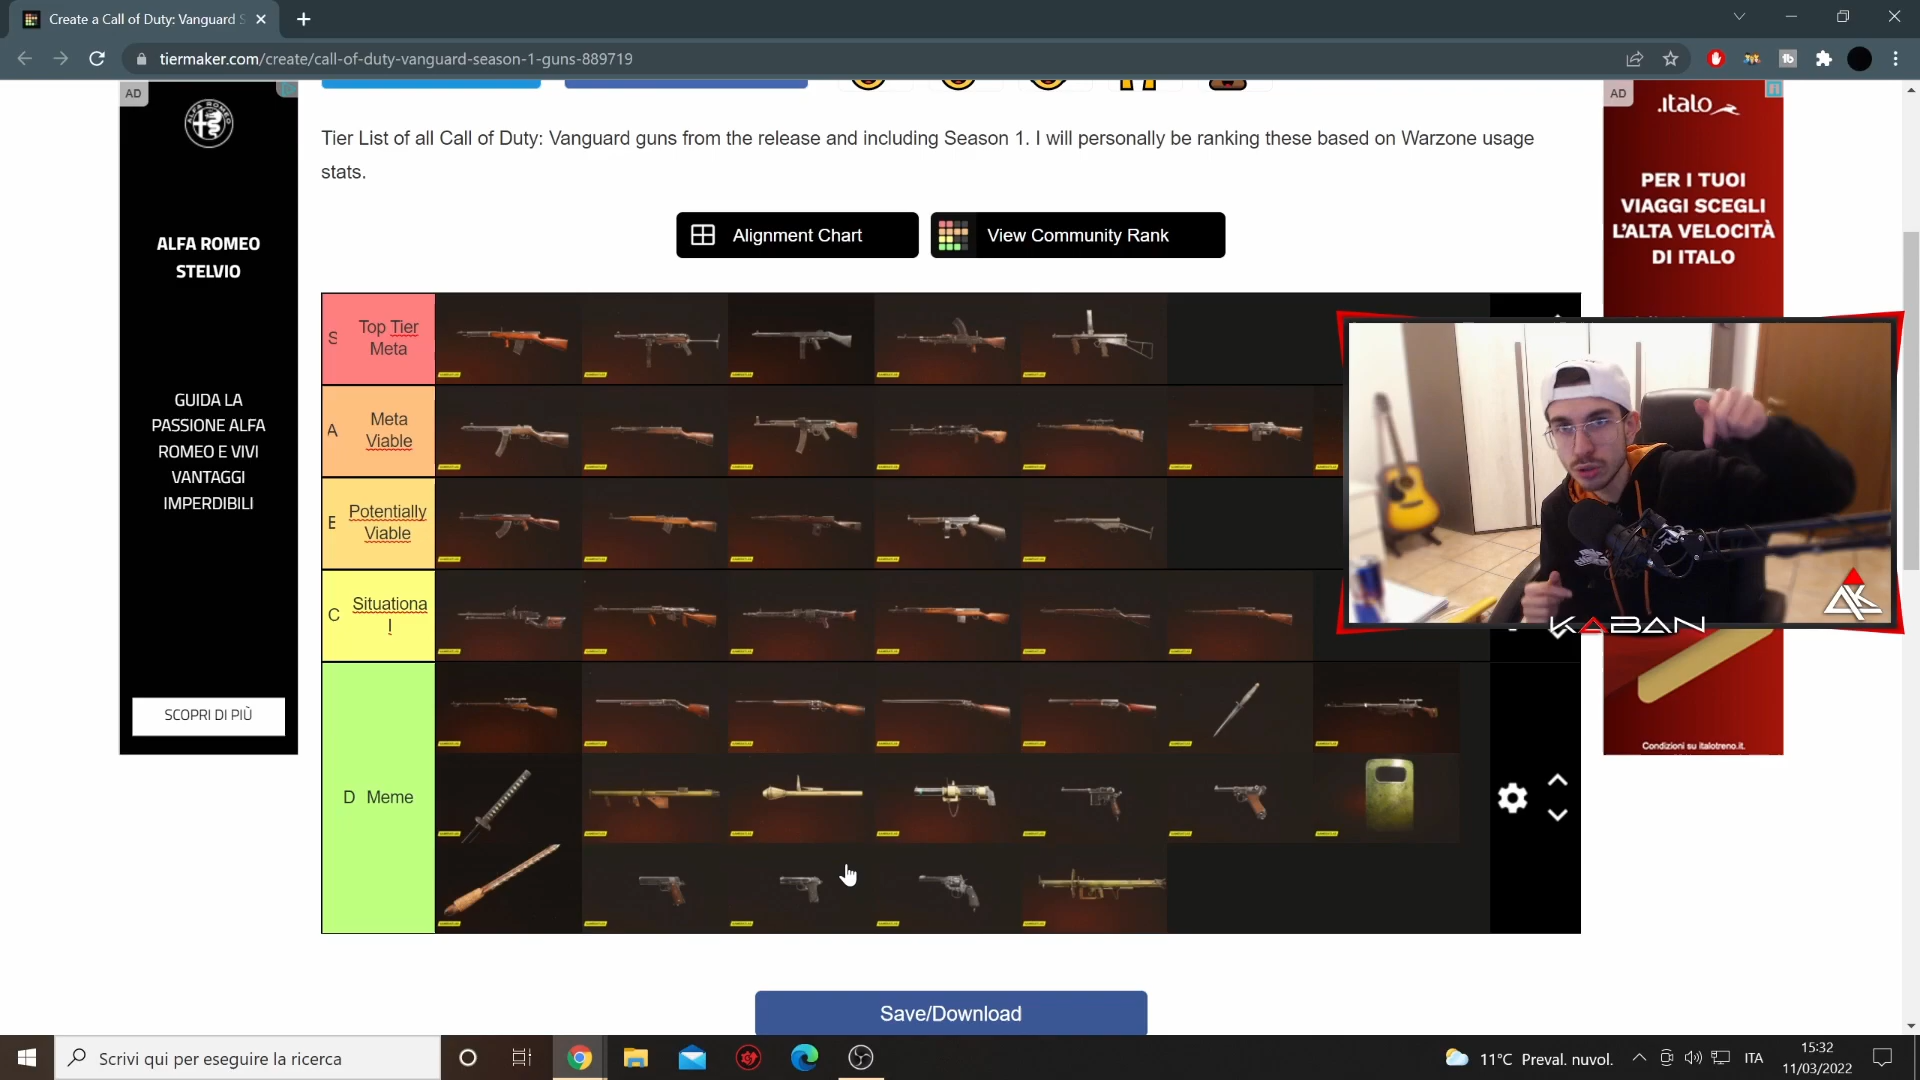 Create a Call of Duty: Vanguard S
tiermaker.com/create/call-of-duty-vanguard-season-1-guns-889719
AD
ALFA ROMEO
STELVIO
GUIDA LA
PASSIONE ALFA
ROMEO E VIVI
VANTAGGI
IMPERDIBILI
SCOPRI DI PIÙ
Tier List of all Call of Duty: Vanguard guns from the release and including Season 1. I will personally be ranking these based on Warzone usage
stats.
Alignment Chart
View Community Rank
S Top Tier
Meta
A Meta
Viable
Potentially
Viable
C Situationa
l
D Meme
AD
.italo
PER I TUOI
VIAGGI SCEGLI
L'ALTA VELOCITÀ
DI ITALO
Condizioni su italotreno.it.
KABAN
Save/Download
Scrivi qui per eseguire la ricerca
11°C Preval. nuvol.
ITA
15:32
11/03/2022